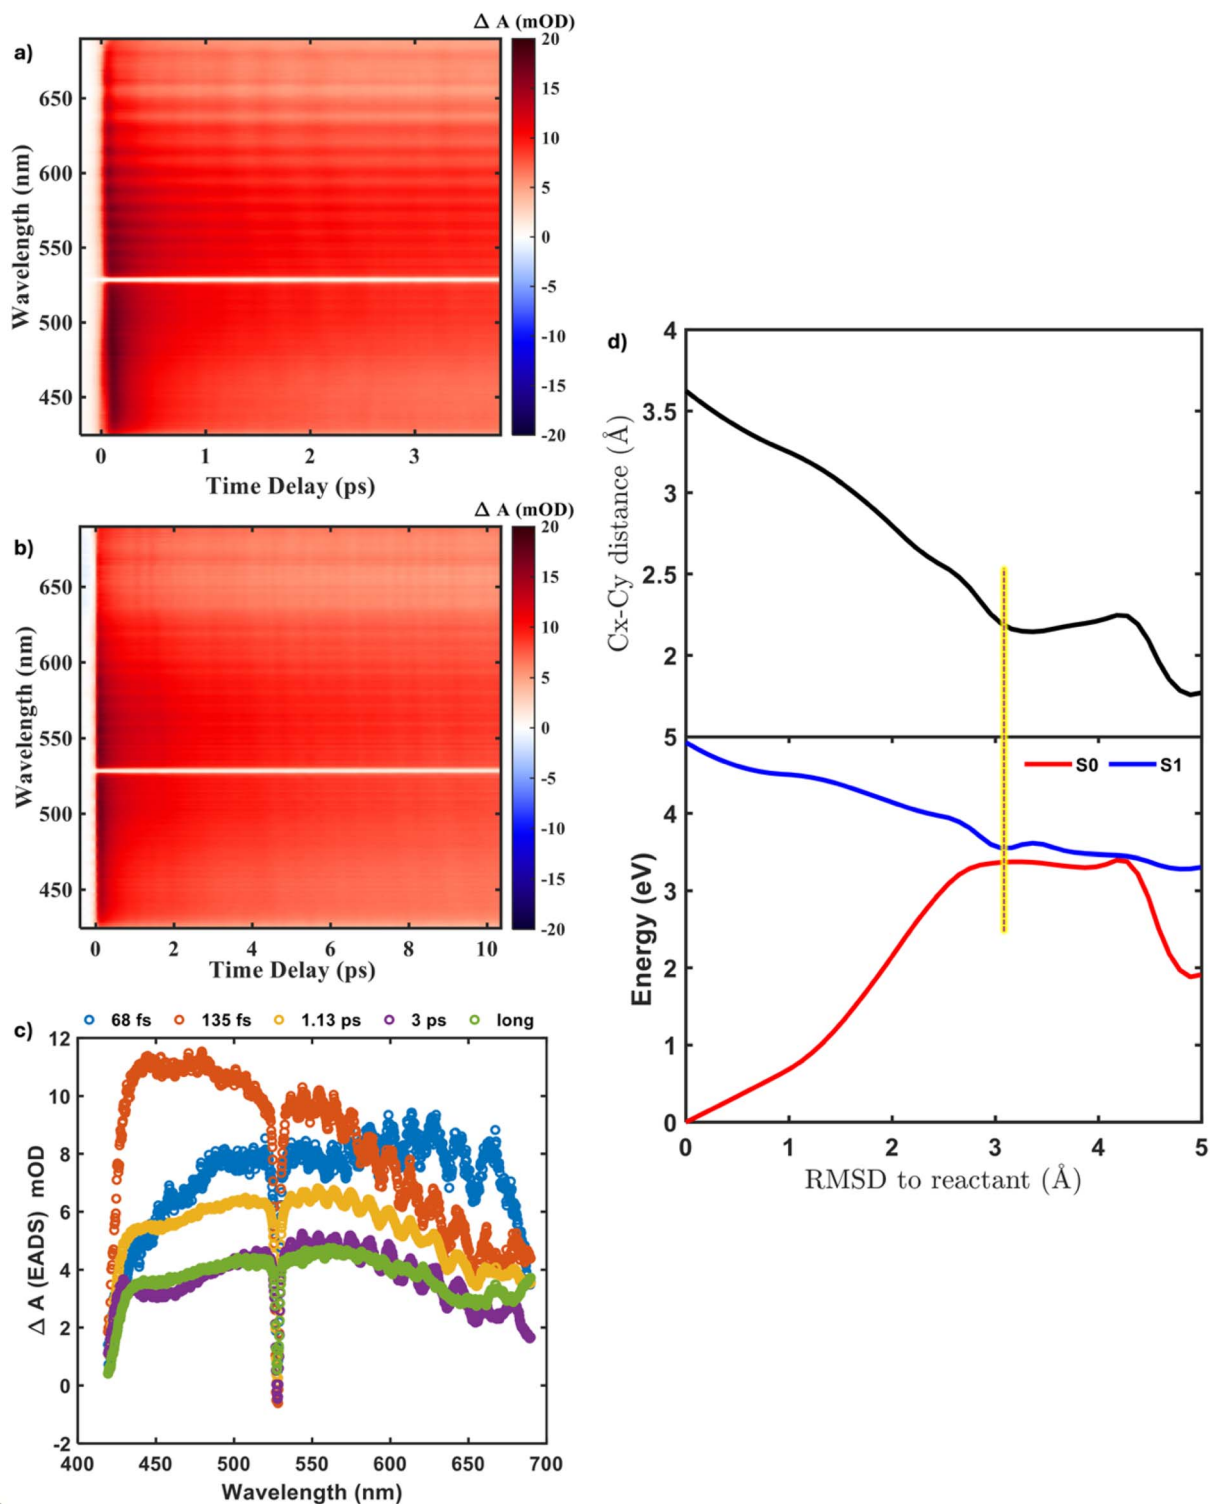 a)
Δ A (mOD)
Wavelength (nm)
650
600
550
500
450
0 1 2 3
Time Delay (ps)
20
15
10
5
0
-5
-10
-15
-20
b)
Δ A (mOD)
Wavelength (nm)
650
600
550
500
450
0 2 4 6 8 10
Time Delay (ps)
20
15
10
5
0
-5
-10
-15
-20
c)
68 fs 135 fs 1.13 ps 3 ps long
Δ A (EADS) mOD
12
10
8
6
4
2
0
-2
400 450 500 550 600 650 700
Wavelength (nm)
d)
Cx-Cy distance (Å)
4
3.5
3
2.5
2
S0 S1
Energy (eV)
5
4
3
2
1
0
0 1 2 3 4 5
RMSD to reactant (Å)